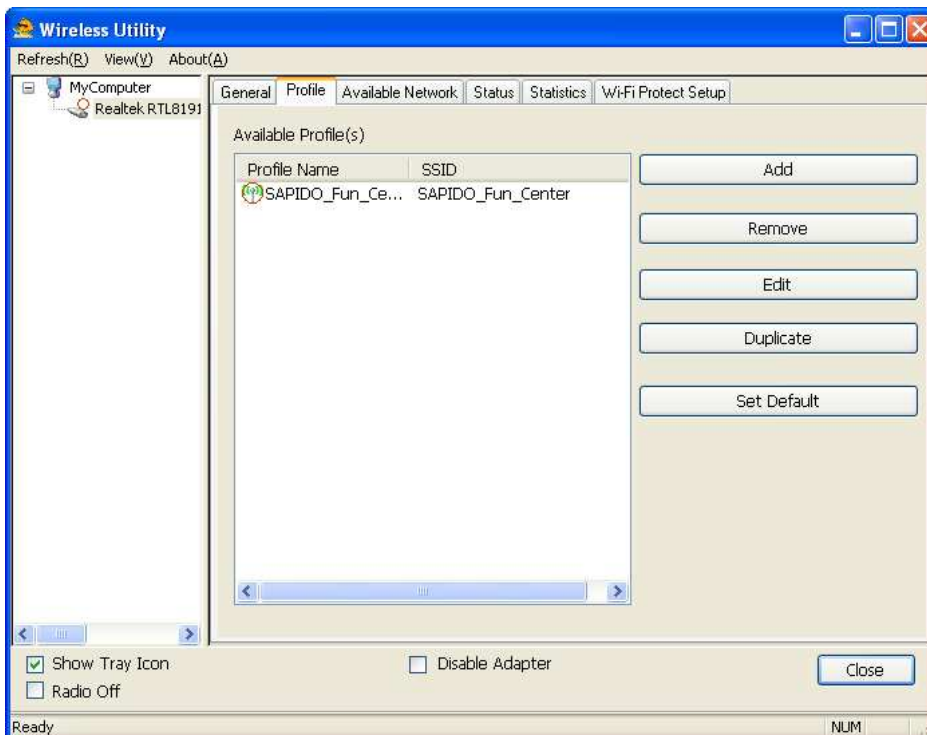 Wireless Utility
Refresh(R) View(V) About(A)
MyComputer
Realtek RTL8191
General Profile Available Network Status Statistics Wi-Fi Protect Setup
Available Profile(s)
Profile Name SSID
SAPIDO_Fun_Ce... SAPIDO_Fun_Center
Add
Remove
Edit
Duplicate
Set Default
Show Tray Icon
Disable Adapter
Close
Radio Off
Ready
NUM